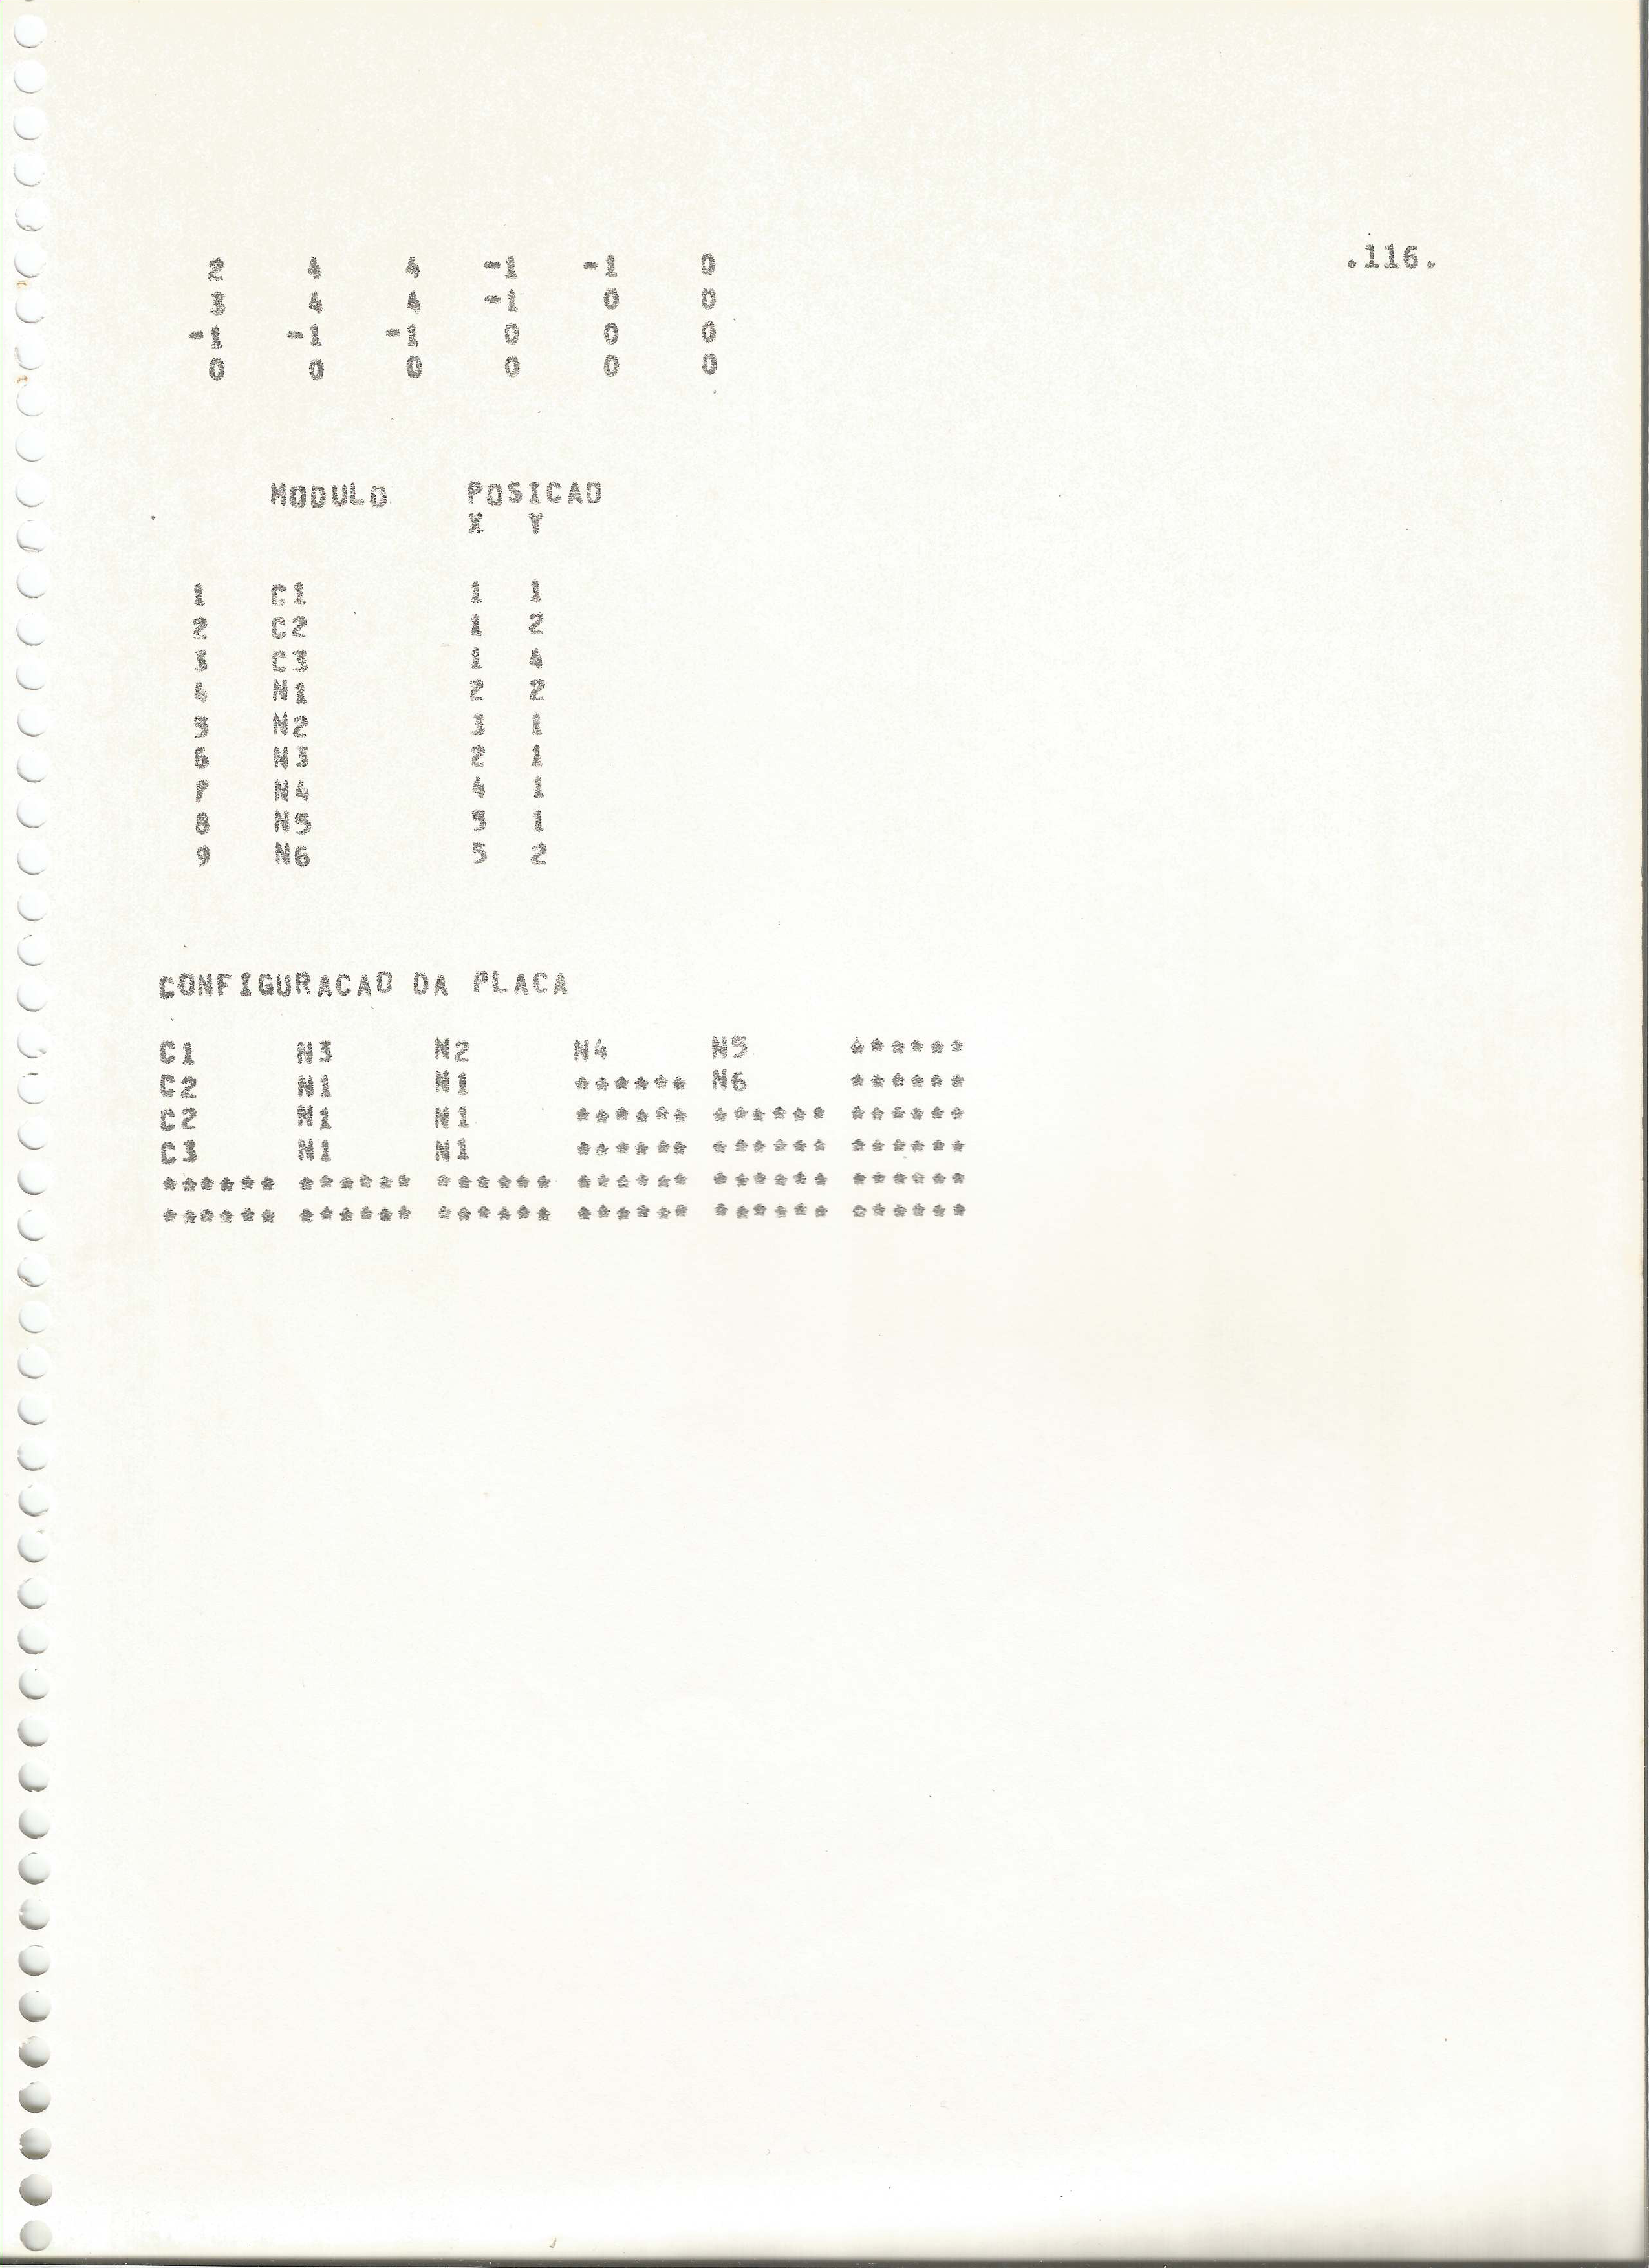 .116.
2 4 4 -1 -1 0
3 4 4 -1 0 0
-1 -1 -1 0 0 0
0 0 0 0 0 0
MODULO POSICAO
X Y
1 C1 1 1
2 C2 1 2
3 C3 1 4
4 N1 2 2
5 N2 3 1
6 N3 2 1
7 N4 4 1
8 N5 5 1
9 N6 5 2
CONFIGURACAO DA PLACA
C1 N3 N2 N4 N5 ******
C2 N1 N1 ****** N6 ******
C2 N1 N1 ****** ****** ******
C3 N1 N1 ****** ****** ******
****** ****** ****** ****** ****** ******
****** ****** ****** ****** ****** ******